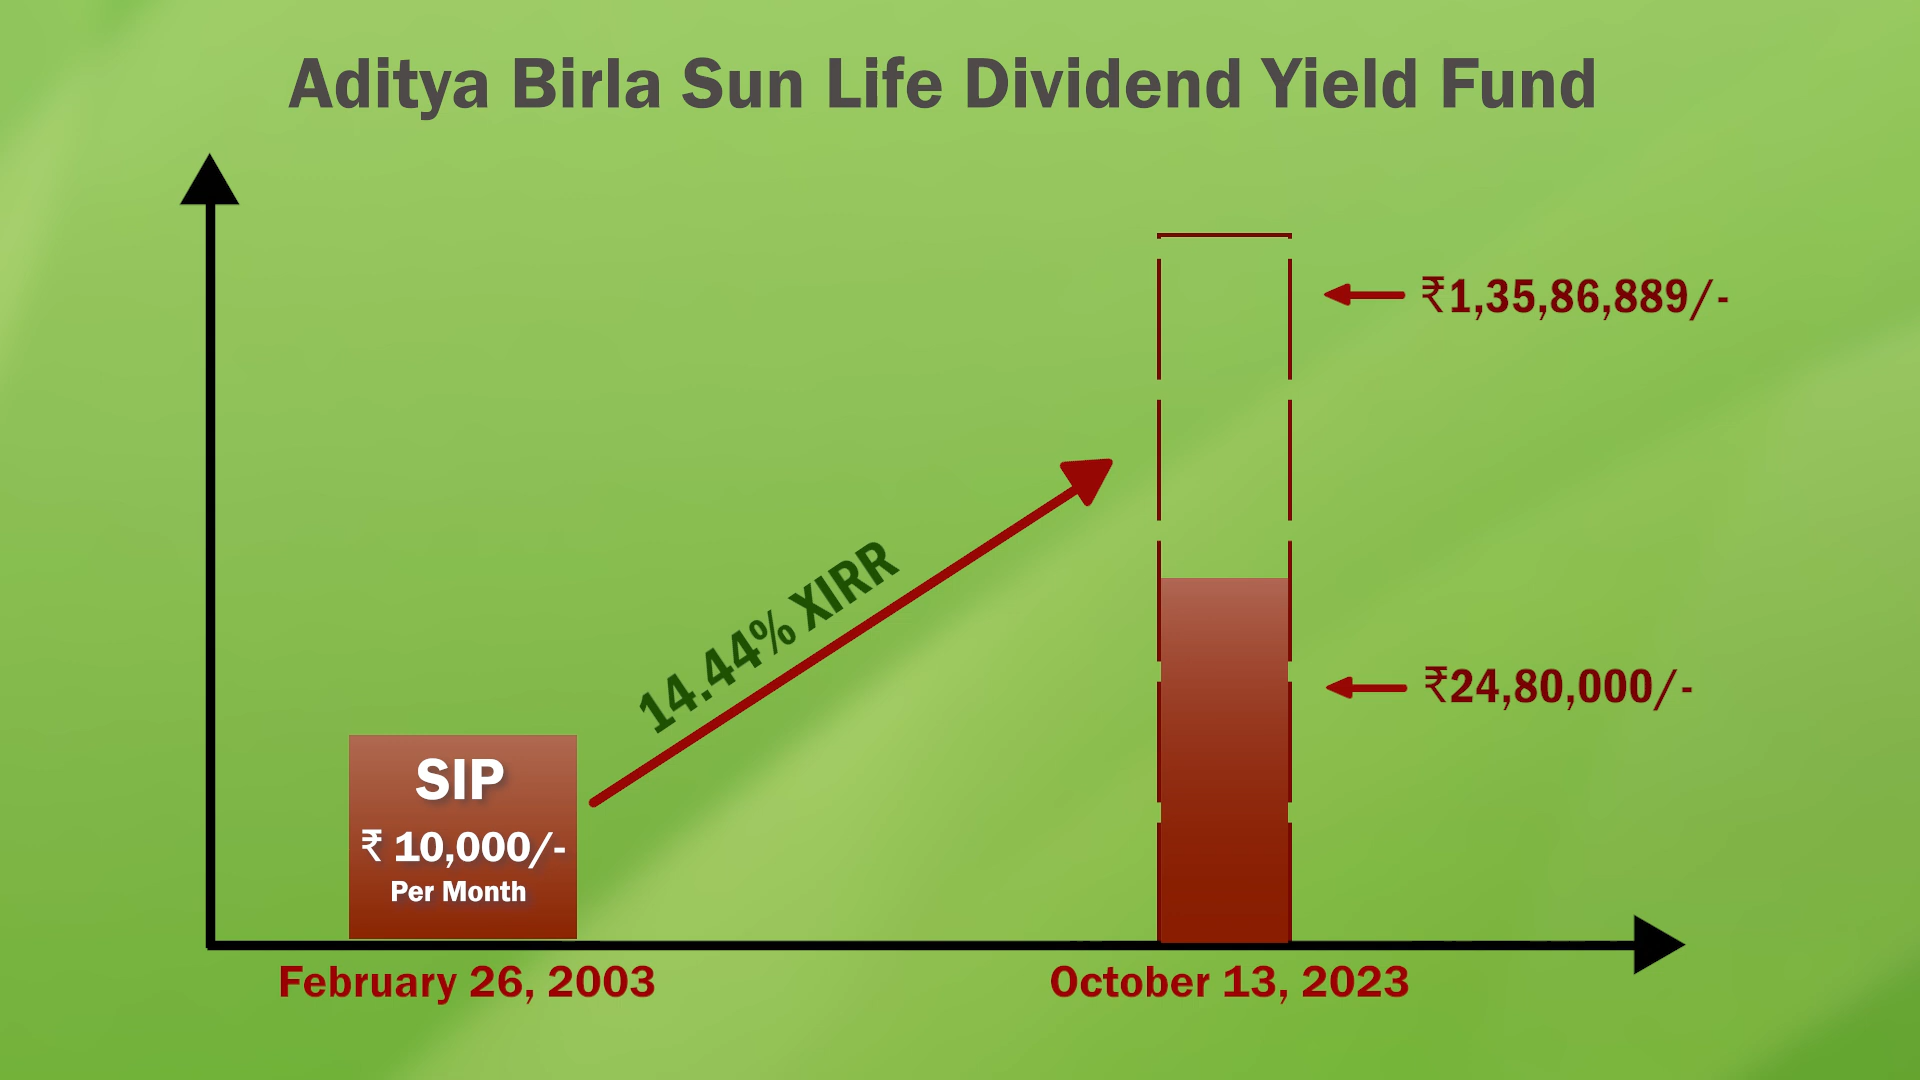 Aditya Birla Sun Life Dividend Yield Fund
₹1,35,86,889/-
14.44% XIRR
₹24,80,000/-
SIP
₹ 10,000/-
Per Month
February 26, 2003
October 13, 2023